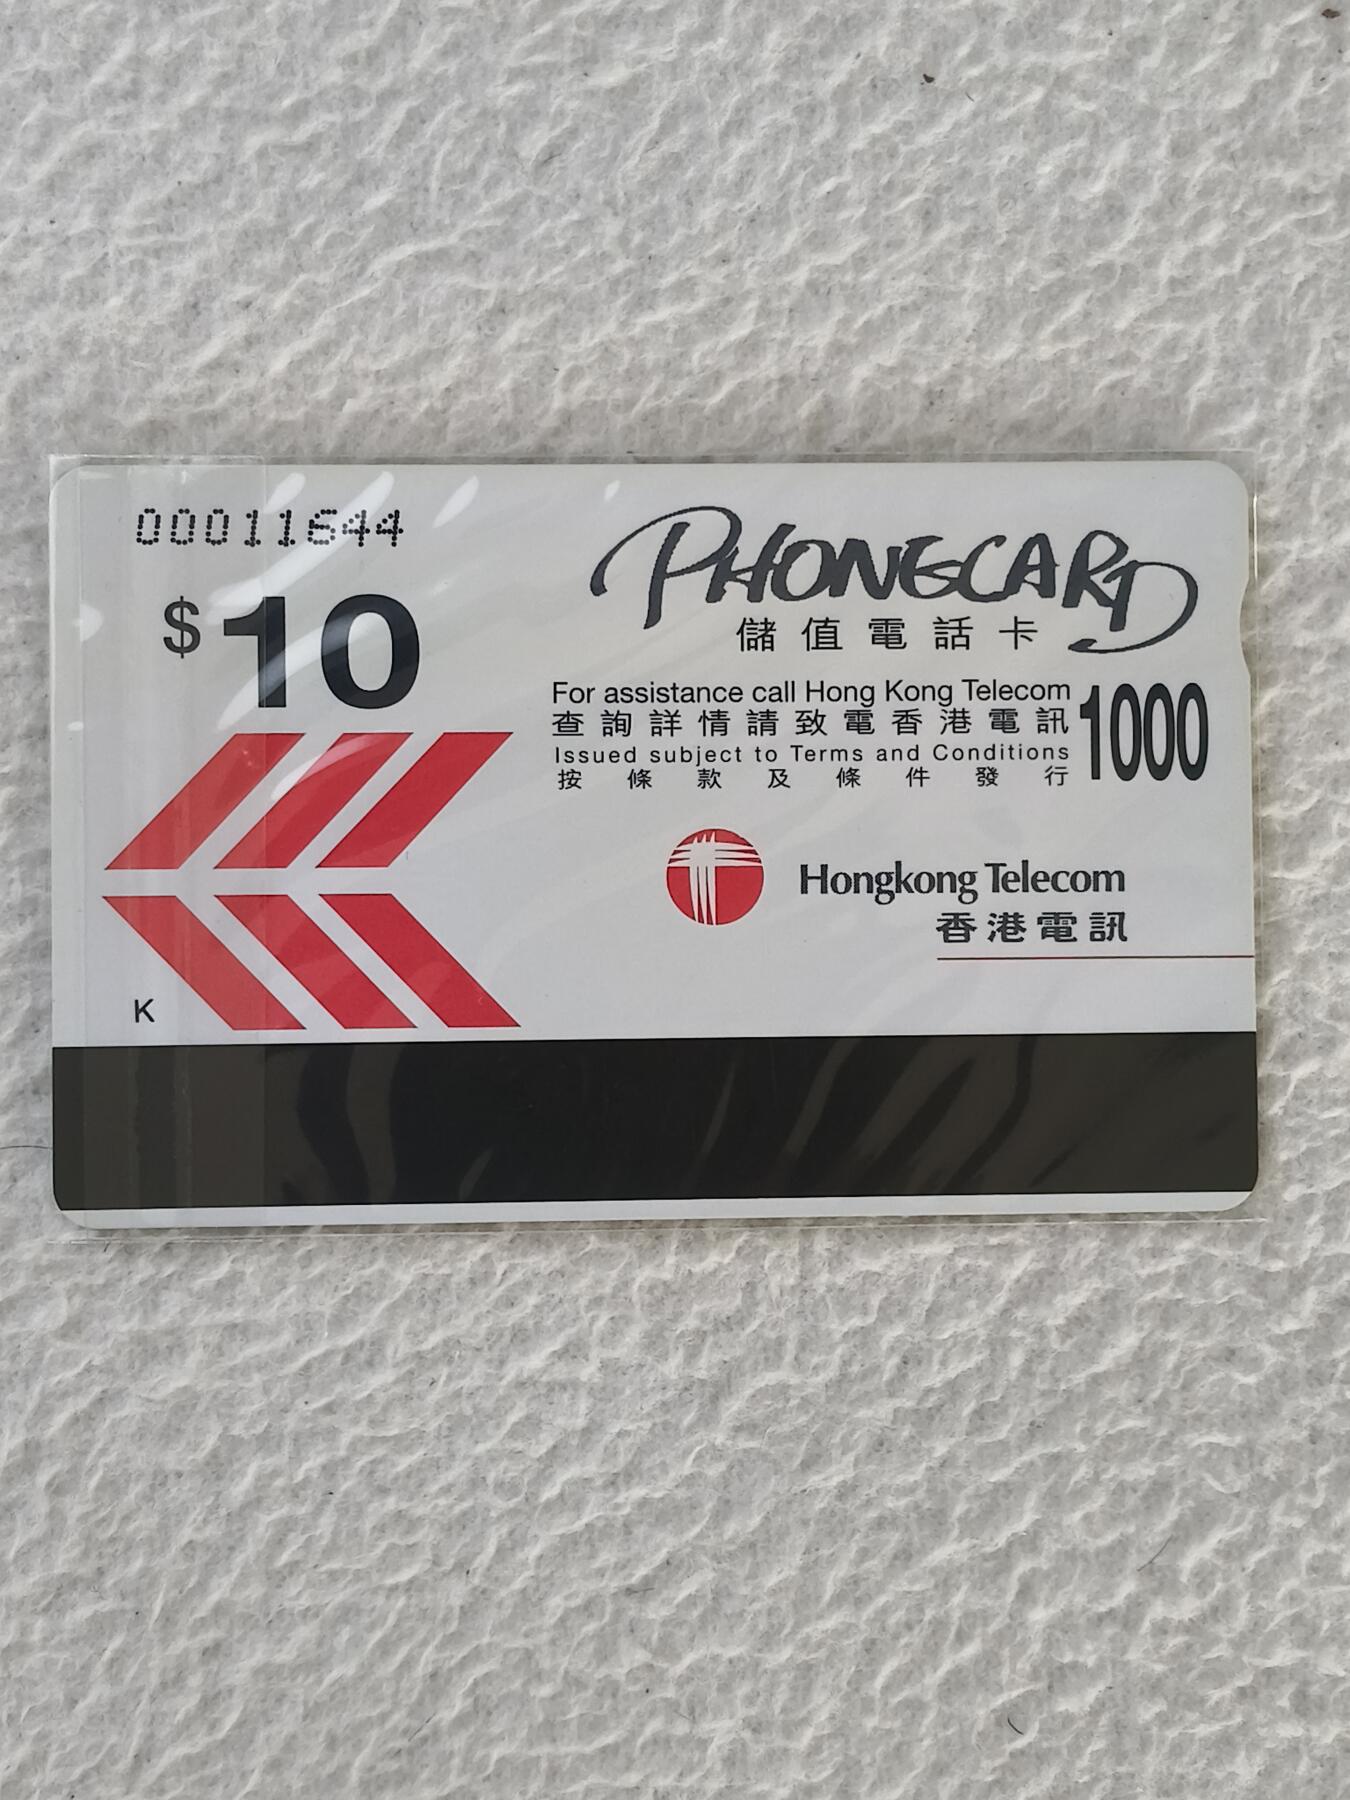 00011644
$10
PHONECARD
儲值電話卡
For assistance call Hong Kong Telecom
查詢詳情請致電香港電訊
1000
Issued subject to Terms and Conditions
按條款及條件發行
Hongkong Telecom
香港電訊
K